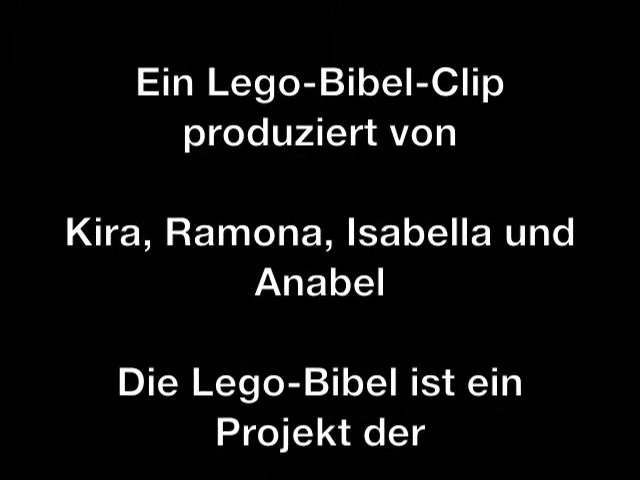 Ein Lego-Bibel-Clip
produziert von
Kira, Ramona, Isabella und
Anabel
Die Lego-Bibel ist ein
Projekt der